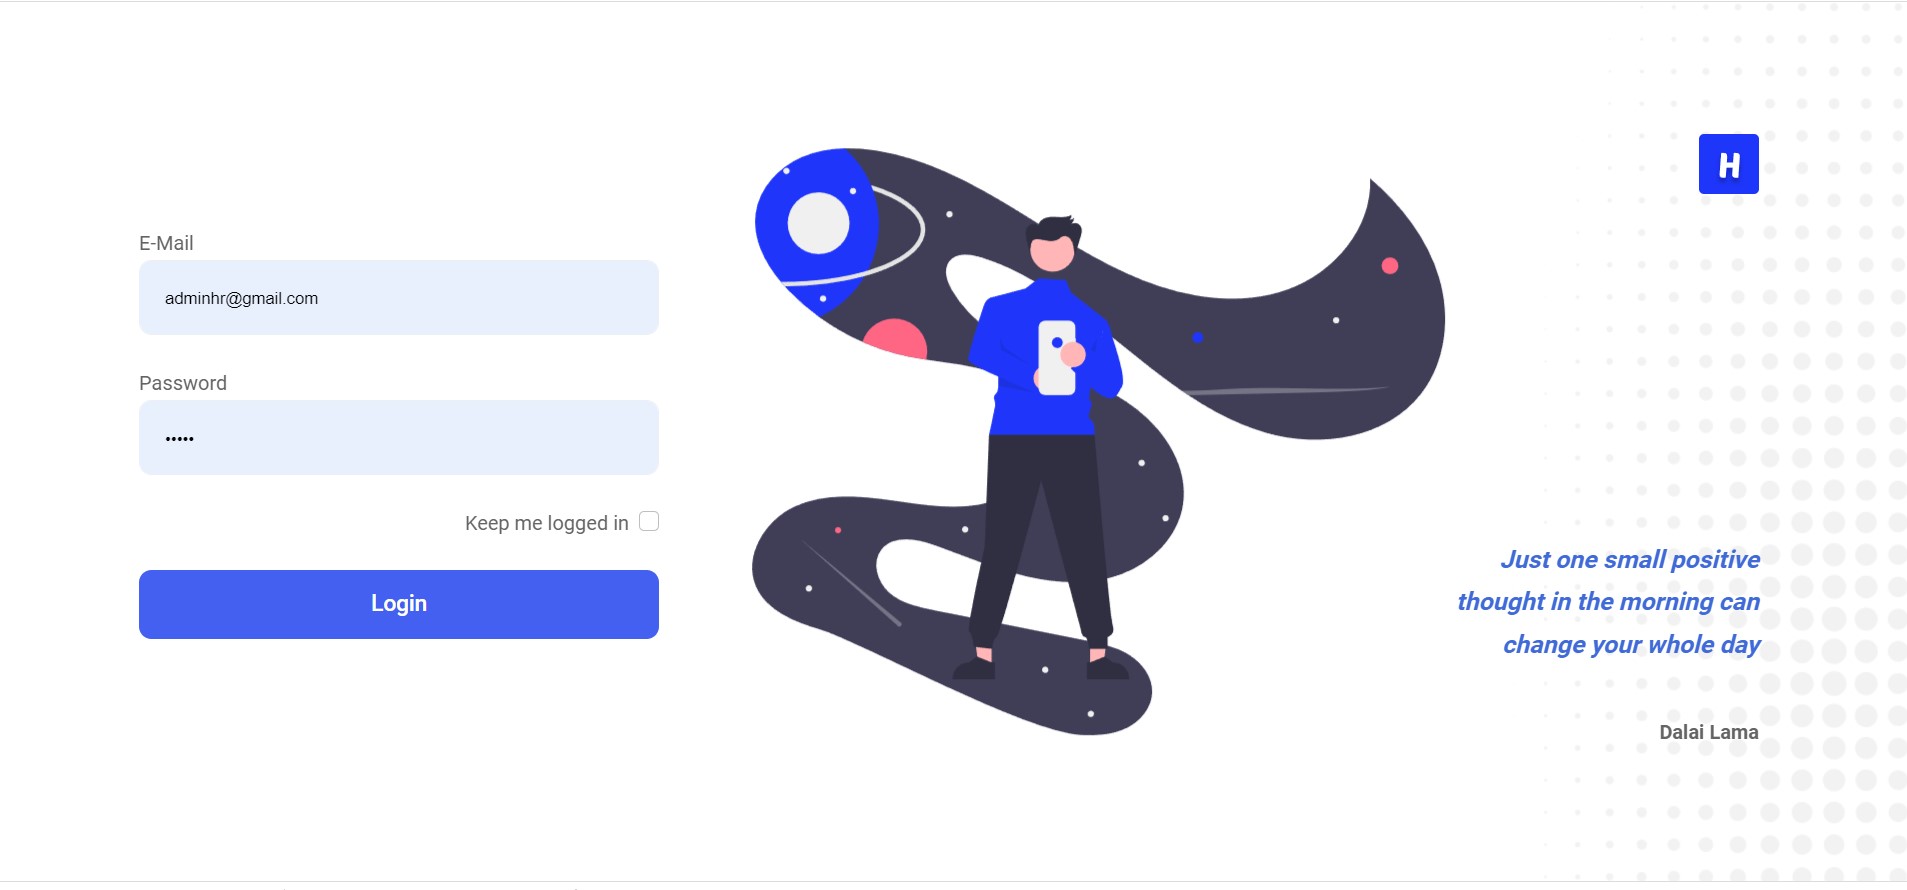 H
E-Mail
adminhr@gmail.com
Password
•••••
Keep me logged in
Login
Just one small positive
thought in the morning can
change your whole day
Dalai Lama